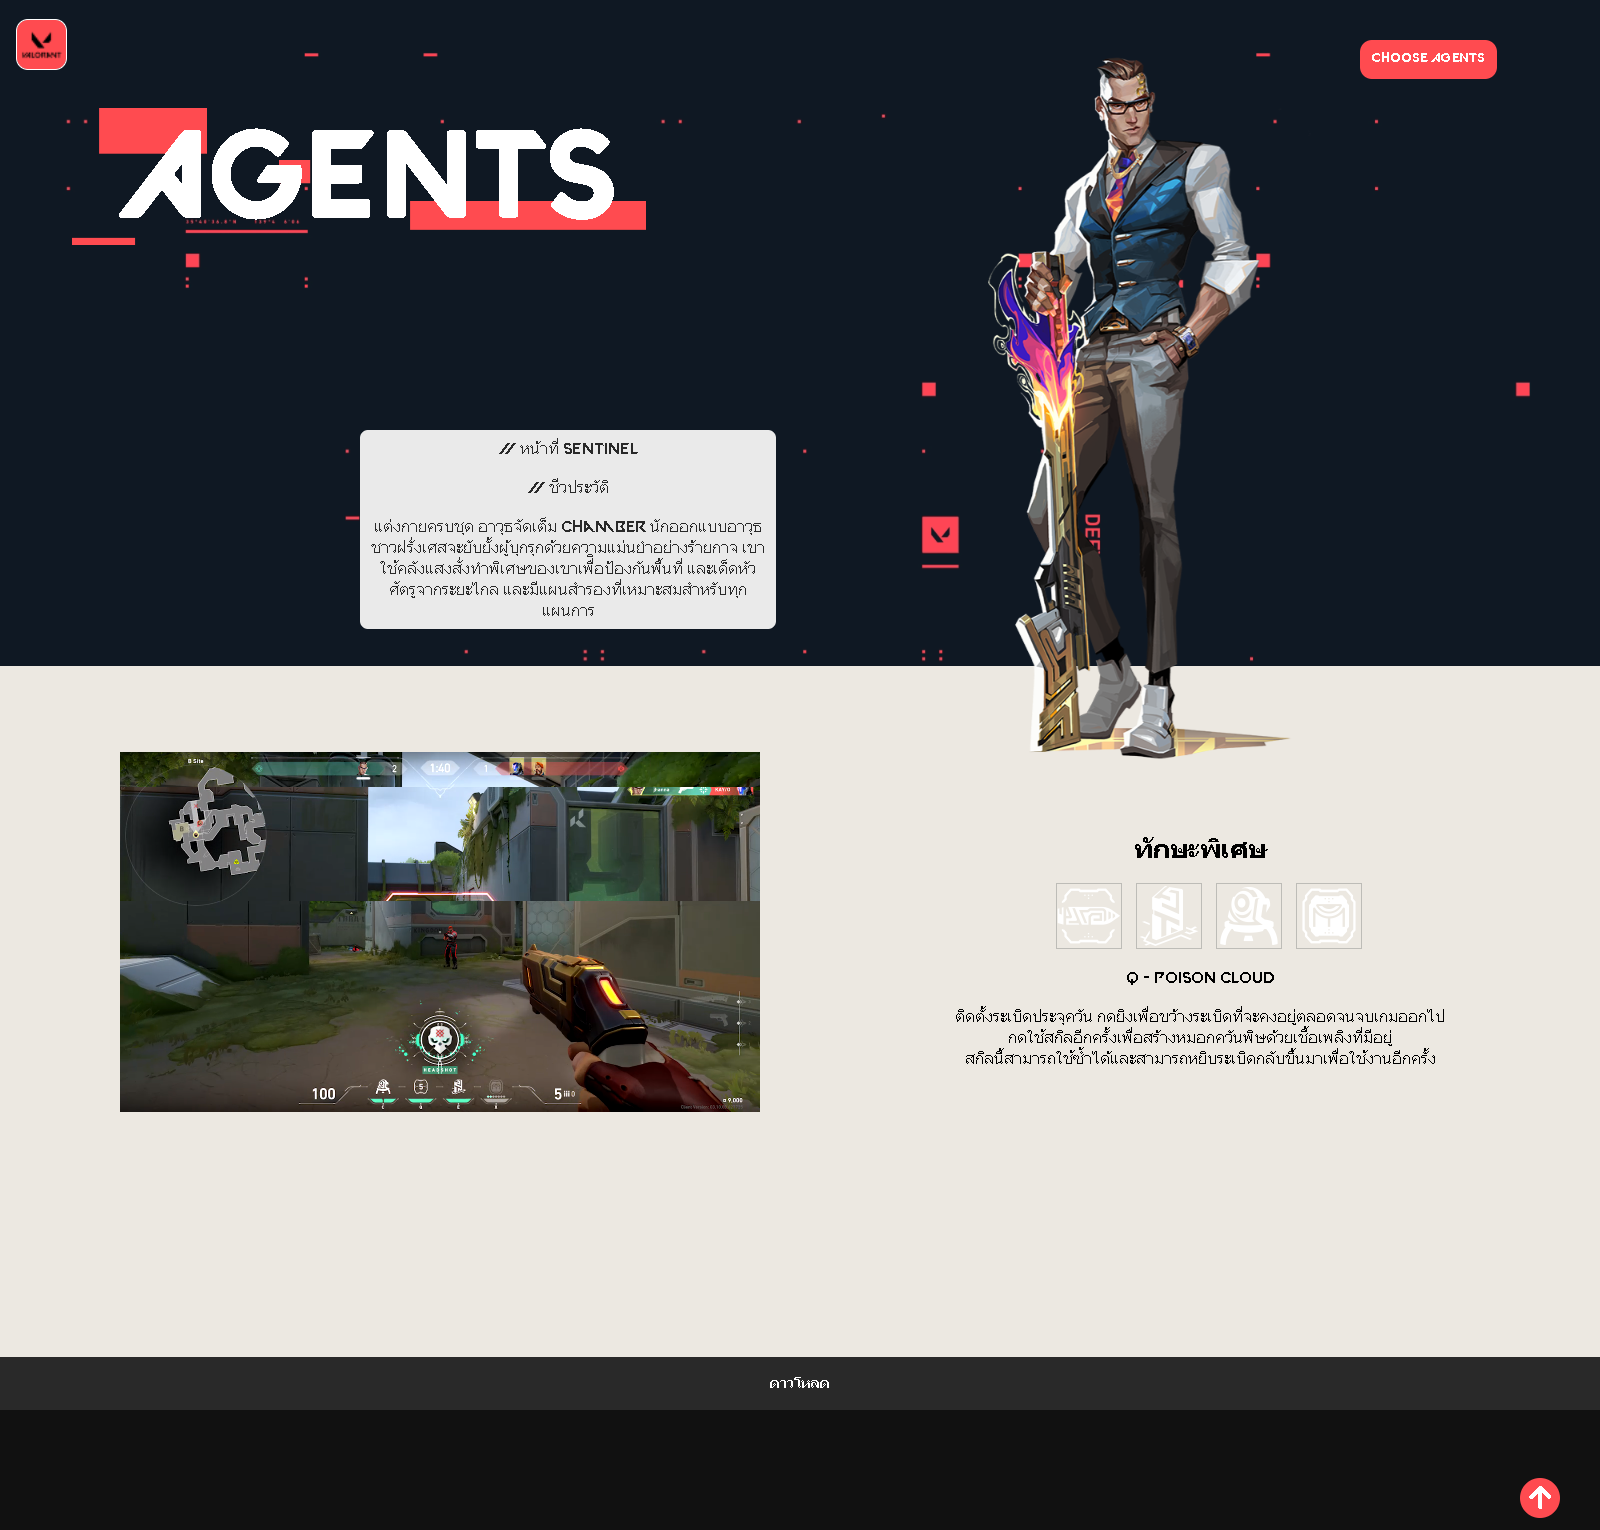 VALORANT
CHOOSE AGENTS
AGENTS
// หน้าที่ SENTINEL
// ชีวประวัติ
แต่งกายครบชุด อาวุธจัดเต็ม CHAMBER นักออกแบบอาวุธ
ชาวฝรั่งเศสจะยับยั้งผู้บุกรุกด้วยความแม่นยำอย่างร้ายกาจ เขา
ใช้คลังแสงสั่งทำพิเศษของเขาเพื่อป้องกันพื้นที่ และเด็ดหัว
ศัตรูจากระยะไกล และมีแผนสำรองที่เหมาะสมสำหรับทุก
แผนการ
B Site
2
1:40
1
KAY/O
HEADSHOT
100
5
9,000
ทักษะพิเศษ
Q - POISON CLOUD
ติดตั้งระเบิดประจุควัน กดยิงเพื่อขว้างระเบิดที่จะคงอยู่ตลอดจนจบเกมออกไป
กดใช้สกิลอีกครั้งเพื่อสร้างหมอกควันพิษด้วยเชื้อเพลิงที่มีอยู่
สกิลนี้สามารถใช้ซ้ำได้และสามารถหยิบระเบิดกลับขึ้นมาเพื่อใช้งานอีกครั้ง
ดาวโหลด